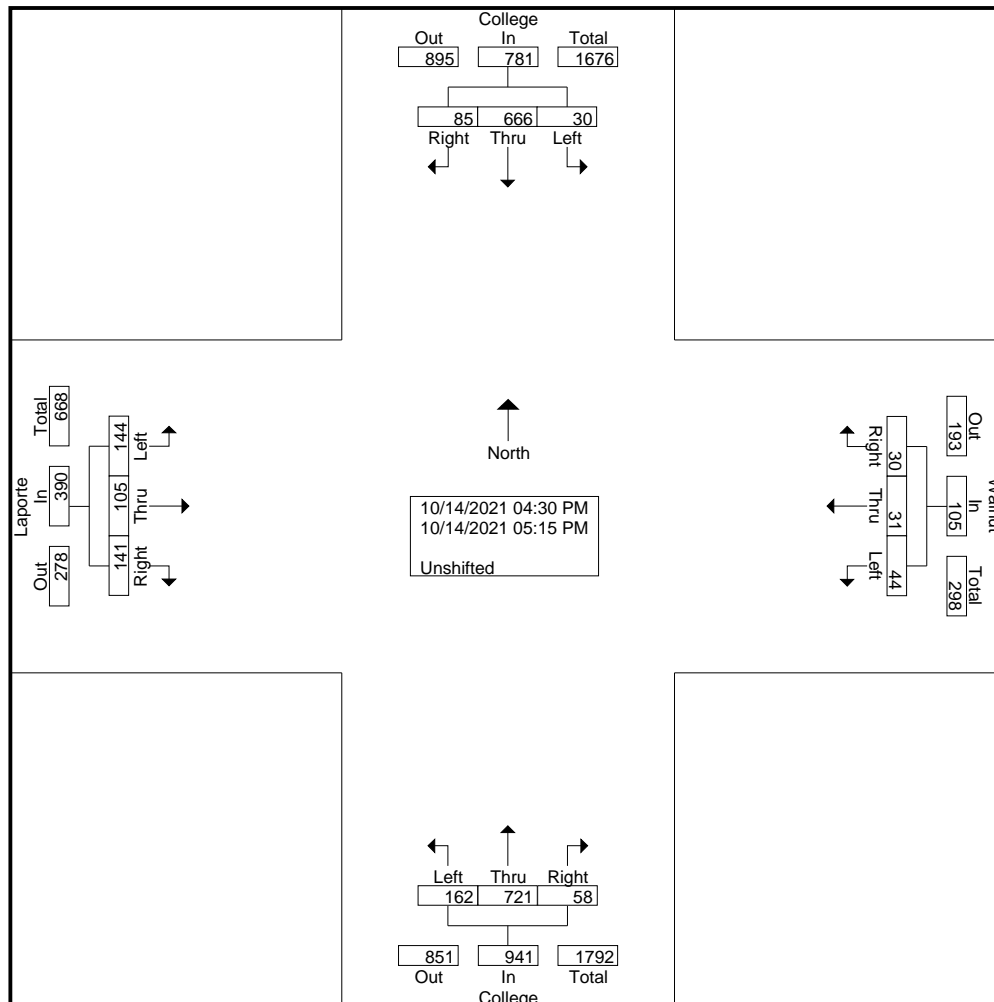 College
Out In Total
895 781 1676
85 666 30
Right Thru Left
Laporte
Total In Out
668 390 278
144 105 141
Left Thru Right
North
10/14/2021 04:30 PM
10/14/2021 05:15 PM
Unshifted
Right Thru Left
30 31 44
Out In Total
193 105 298
Left Thru Right
162 721 58
851 941 1792
Out In Total
College